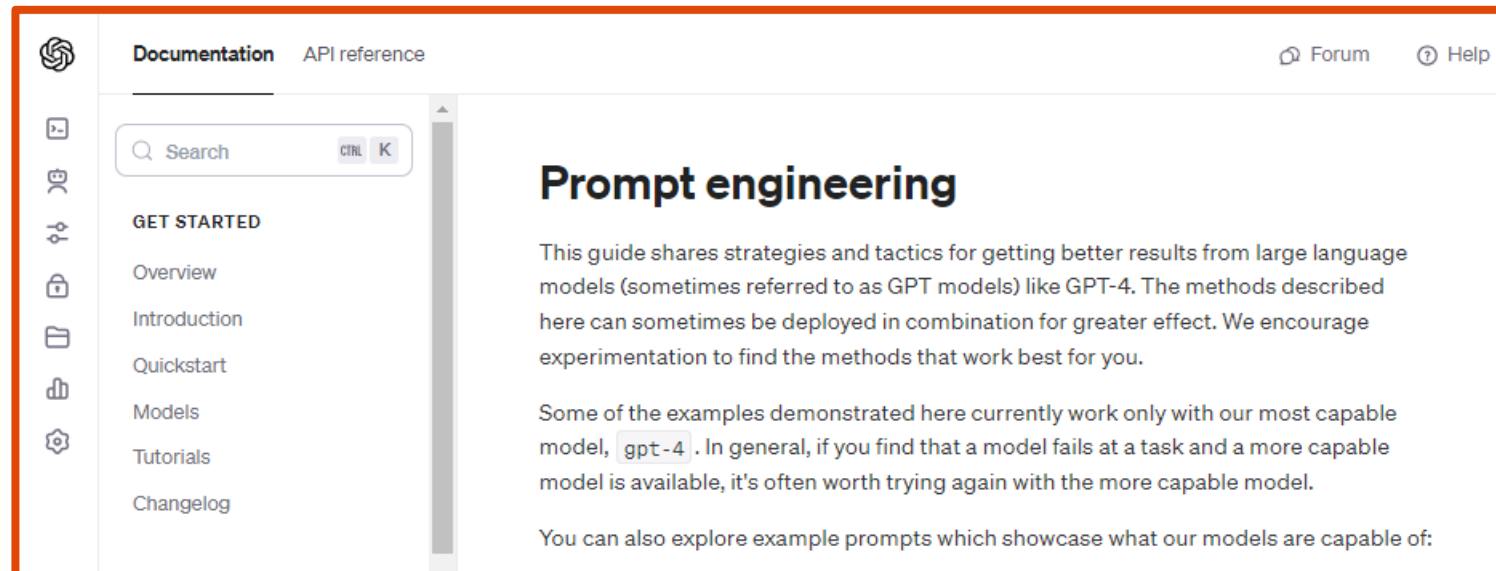 Documentation API reference Forum Help
Search CTRL K
GET STARTED
Overview
Introduction
Quickstart
Models
Tutorials
Changelog
Prompt engineering
This guide shares strategies and tactics for getting better results from large language
models (sometimes referred to as GPT models) like GPT-4. The methods described
here can sometimes be deployed in combination for greater effect. We encourage
experimentation to find the methods that work best for you.
Some of the examples demonstrated here currently work only with our most capable
model, gpt-4. In general, if you find that a model fails at a task and a more capable
model is available, it's often worth trying again with the more capable model.
You can also explore example prompts which showcase what our models are capable of: